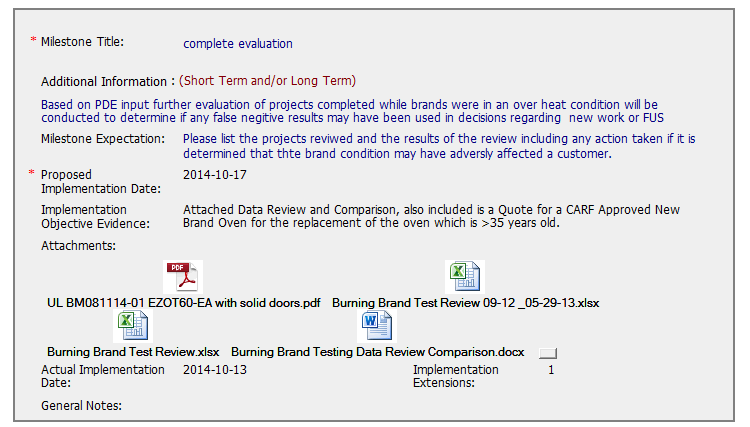 * Milestone Title: complete evaluation
Additional Information : (Short Term and/or Long Term)
Based on PDE input further evaluation of projects completed while brands were in an over heat condition will be
conducted to determine if any false negitive results may have been used in decisions regarding new work or FUS
Milestone Expectation: Please list the projects reviwed and the results of the review including any action taken if it is
determined that thte brand condition may have adversly affected a customer.
* Proposed 2014-10-17
Implementation Date:
Implementation Attached Data Review and Comparison, also included is a Quote for a CARF Approved New
Objective Evidence: Brand Oven for the replacement of the oven which is >35 years old.
Attachments:
PDF
UL BM081114-01 EZOT60-EA with solid doors.pdf Burning Brand Test Review 09-12 _05-29-13.xlsx
Burning Brand Test Review.xlsx Burning Brand Testing Data Review Comparison.docx
Actual Implementation 2014-10-13 Implementation 1
Date: Extensions:
General Notes: